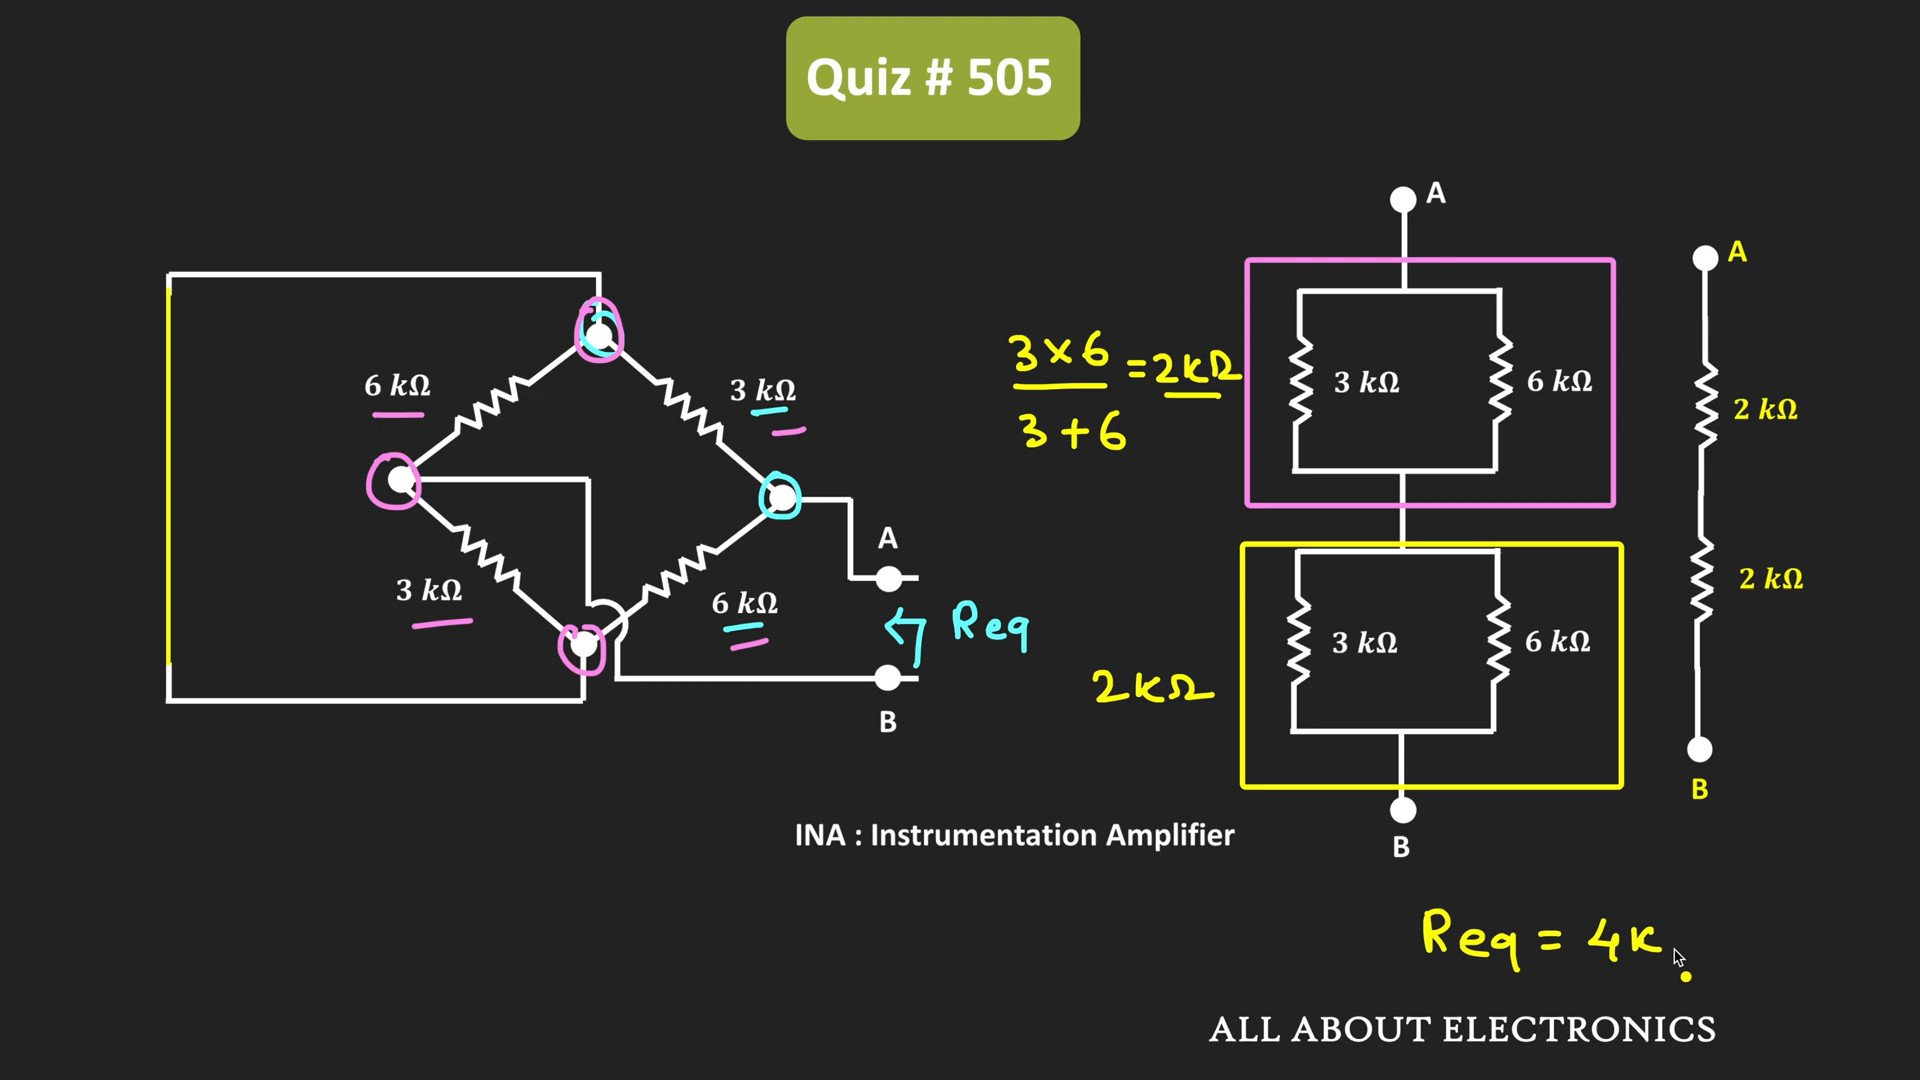 Quiz # 505
6 kΩ
3 kΩ
3 kΩ
6 kΩ
A
B
Req
3 × 6 = 2kΩ
3 + 6
2kΩ
A
3 kΩ
6 kΩ
3 kΩ
6 kΩ
B
A
2 kΩ
2 kΩ
B
INA : Instrumentation Amplifier
Req = 4k
ALL ABOUT ELECTRONICS